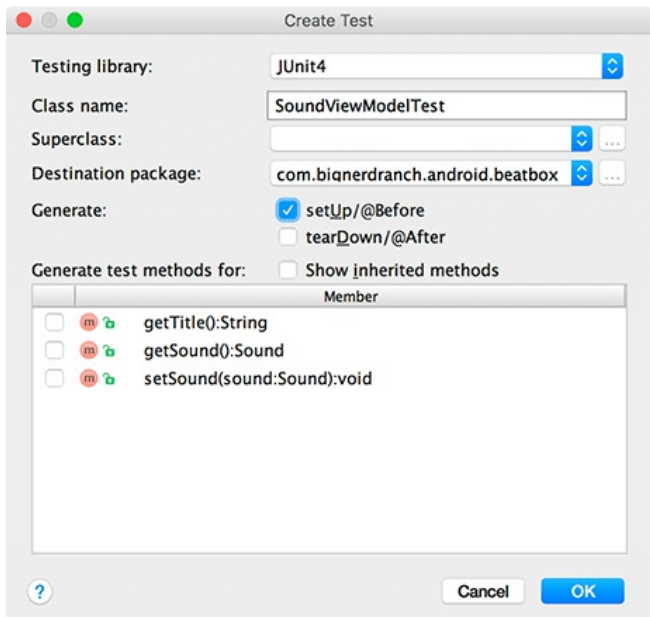 Create Test
Testing library: JUnit4
Class name: SoundViewModelTest
Superclass: ...
Destination package: com.bignerdranch.android.beatbox ...
Generate: setUp/@Before
tearDown/@After
Generate test methods for: Show inherited methods
Member
m getTitle():String
m getSound():Sound
m setSound(sound:Sound):void
? Cancel OK